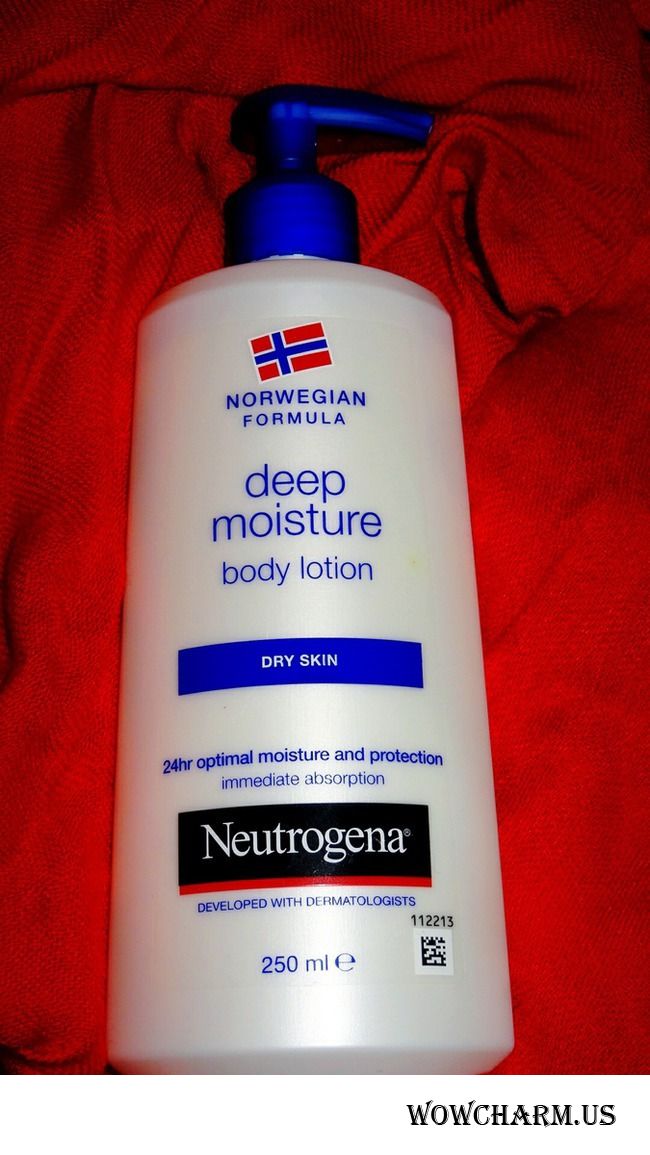 NORWEGIAN
FORMULA
deep
moisture
body lotion
DRY SKIN
24hr optimal moisture and protection
immediate absorption
Neutrogena®
DEVELOPED WITH DERMATOLOGISTS
112213
250 ml ℮
WOWCHARM.US